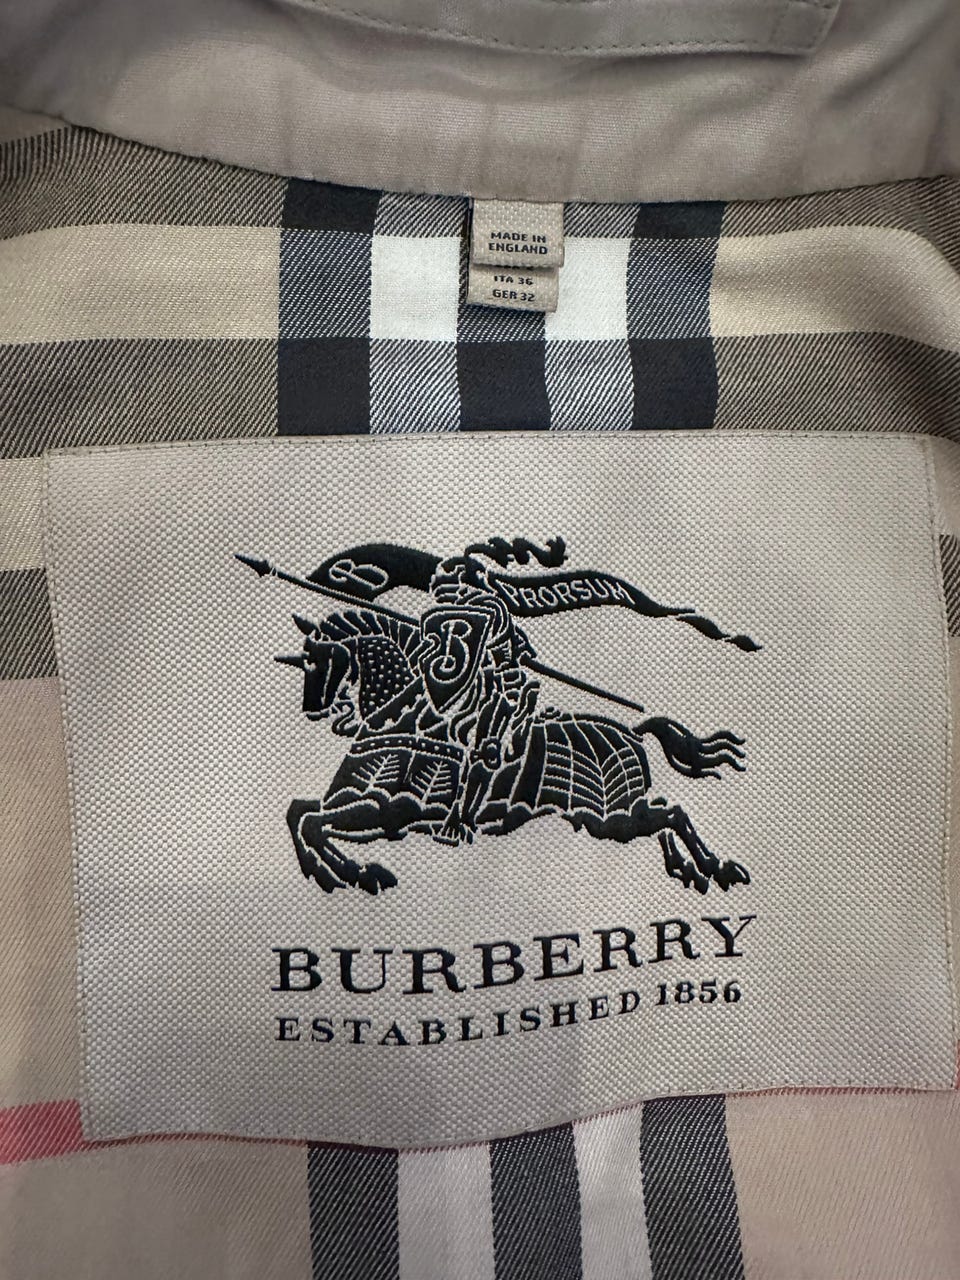 MADE IN
ENGLAND
ITA 36
GER 32
B
PRORSUM
B
BURBERRY
ESTABLISHED 1856